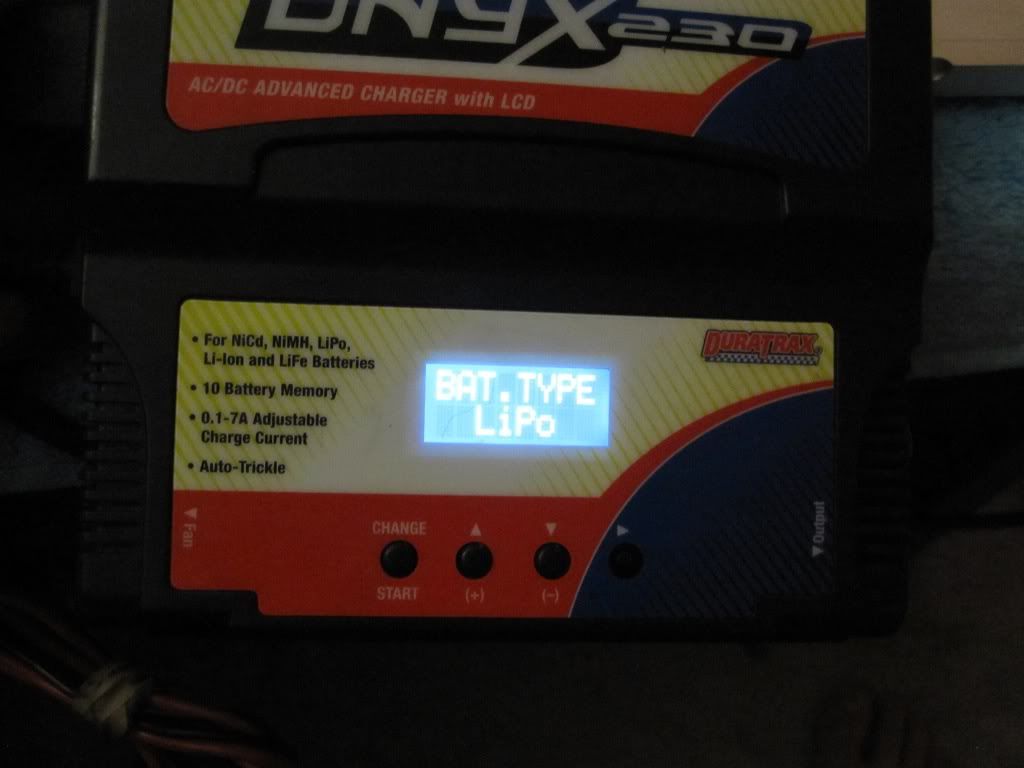 ONYX 230
AC/DC ADVANCED CHARGER with LCD
• For NiCd, NiMH, LiPo,
Li-Ion and LiFe Batteries
• 10 Battery Memory
• 0.1-7A Adjustable
Charge Current
• Auto-Trickle
DURATRAX®
BAT.TYPE
LiPo
◀ Fan
▼Output
CHANGE ▲ ▼ ▶
START (+) (−)